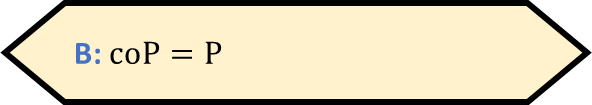 B: coP = P